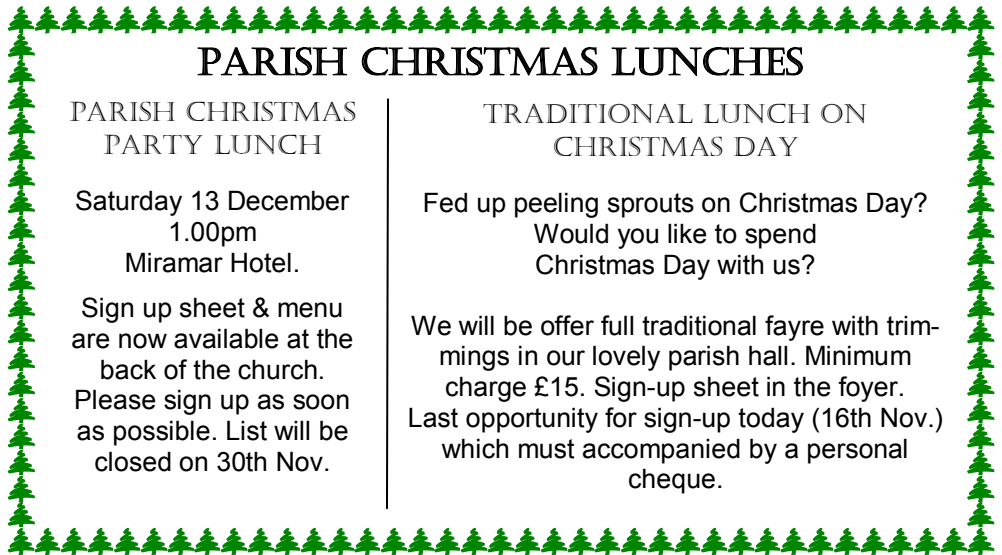 PARISH CHRISTMAS LUNCHES
PARISH CHRISTMAS
PARTY LUNCH
Saturday 13 December
1.00pm
Miramar Hotel.
Sign up sheet & menu
are now available at the
back of the church.
Please sign up as soon
as possible. List will be
closed on 30th Nov.
TRADITIONAL LUNCH ON
CHRISTMAS DAY
Fed up peeling sprouts on Christmas Day?
Would you like to spend
Christmas Day with us?
We will be offer full traditional fayre with trim-
mings in our lovely parish hall. Minimum
charge £15. Sign-up sheet in the foyer.
Last opportunity for sign-up today (16th Nov.)
which must accompanied by a personal
cheque.